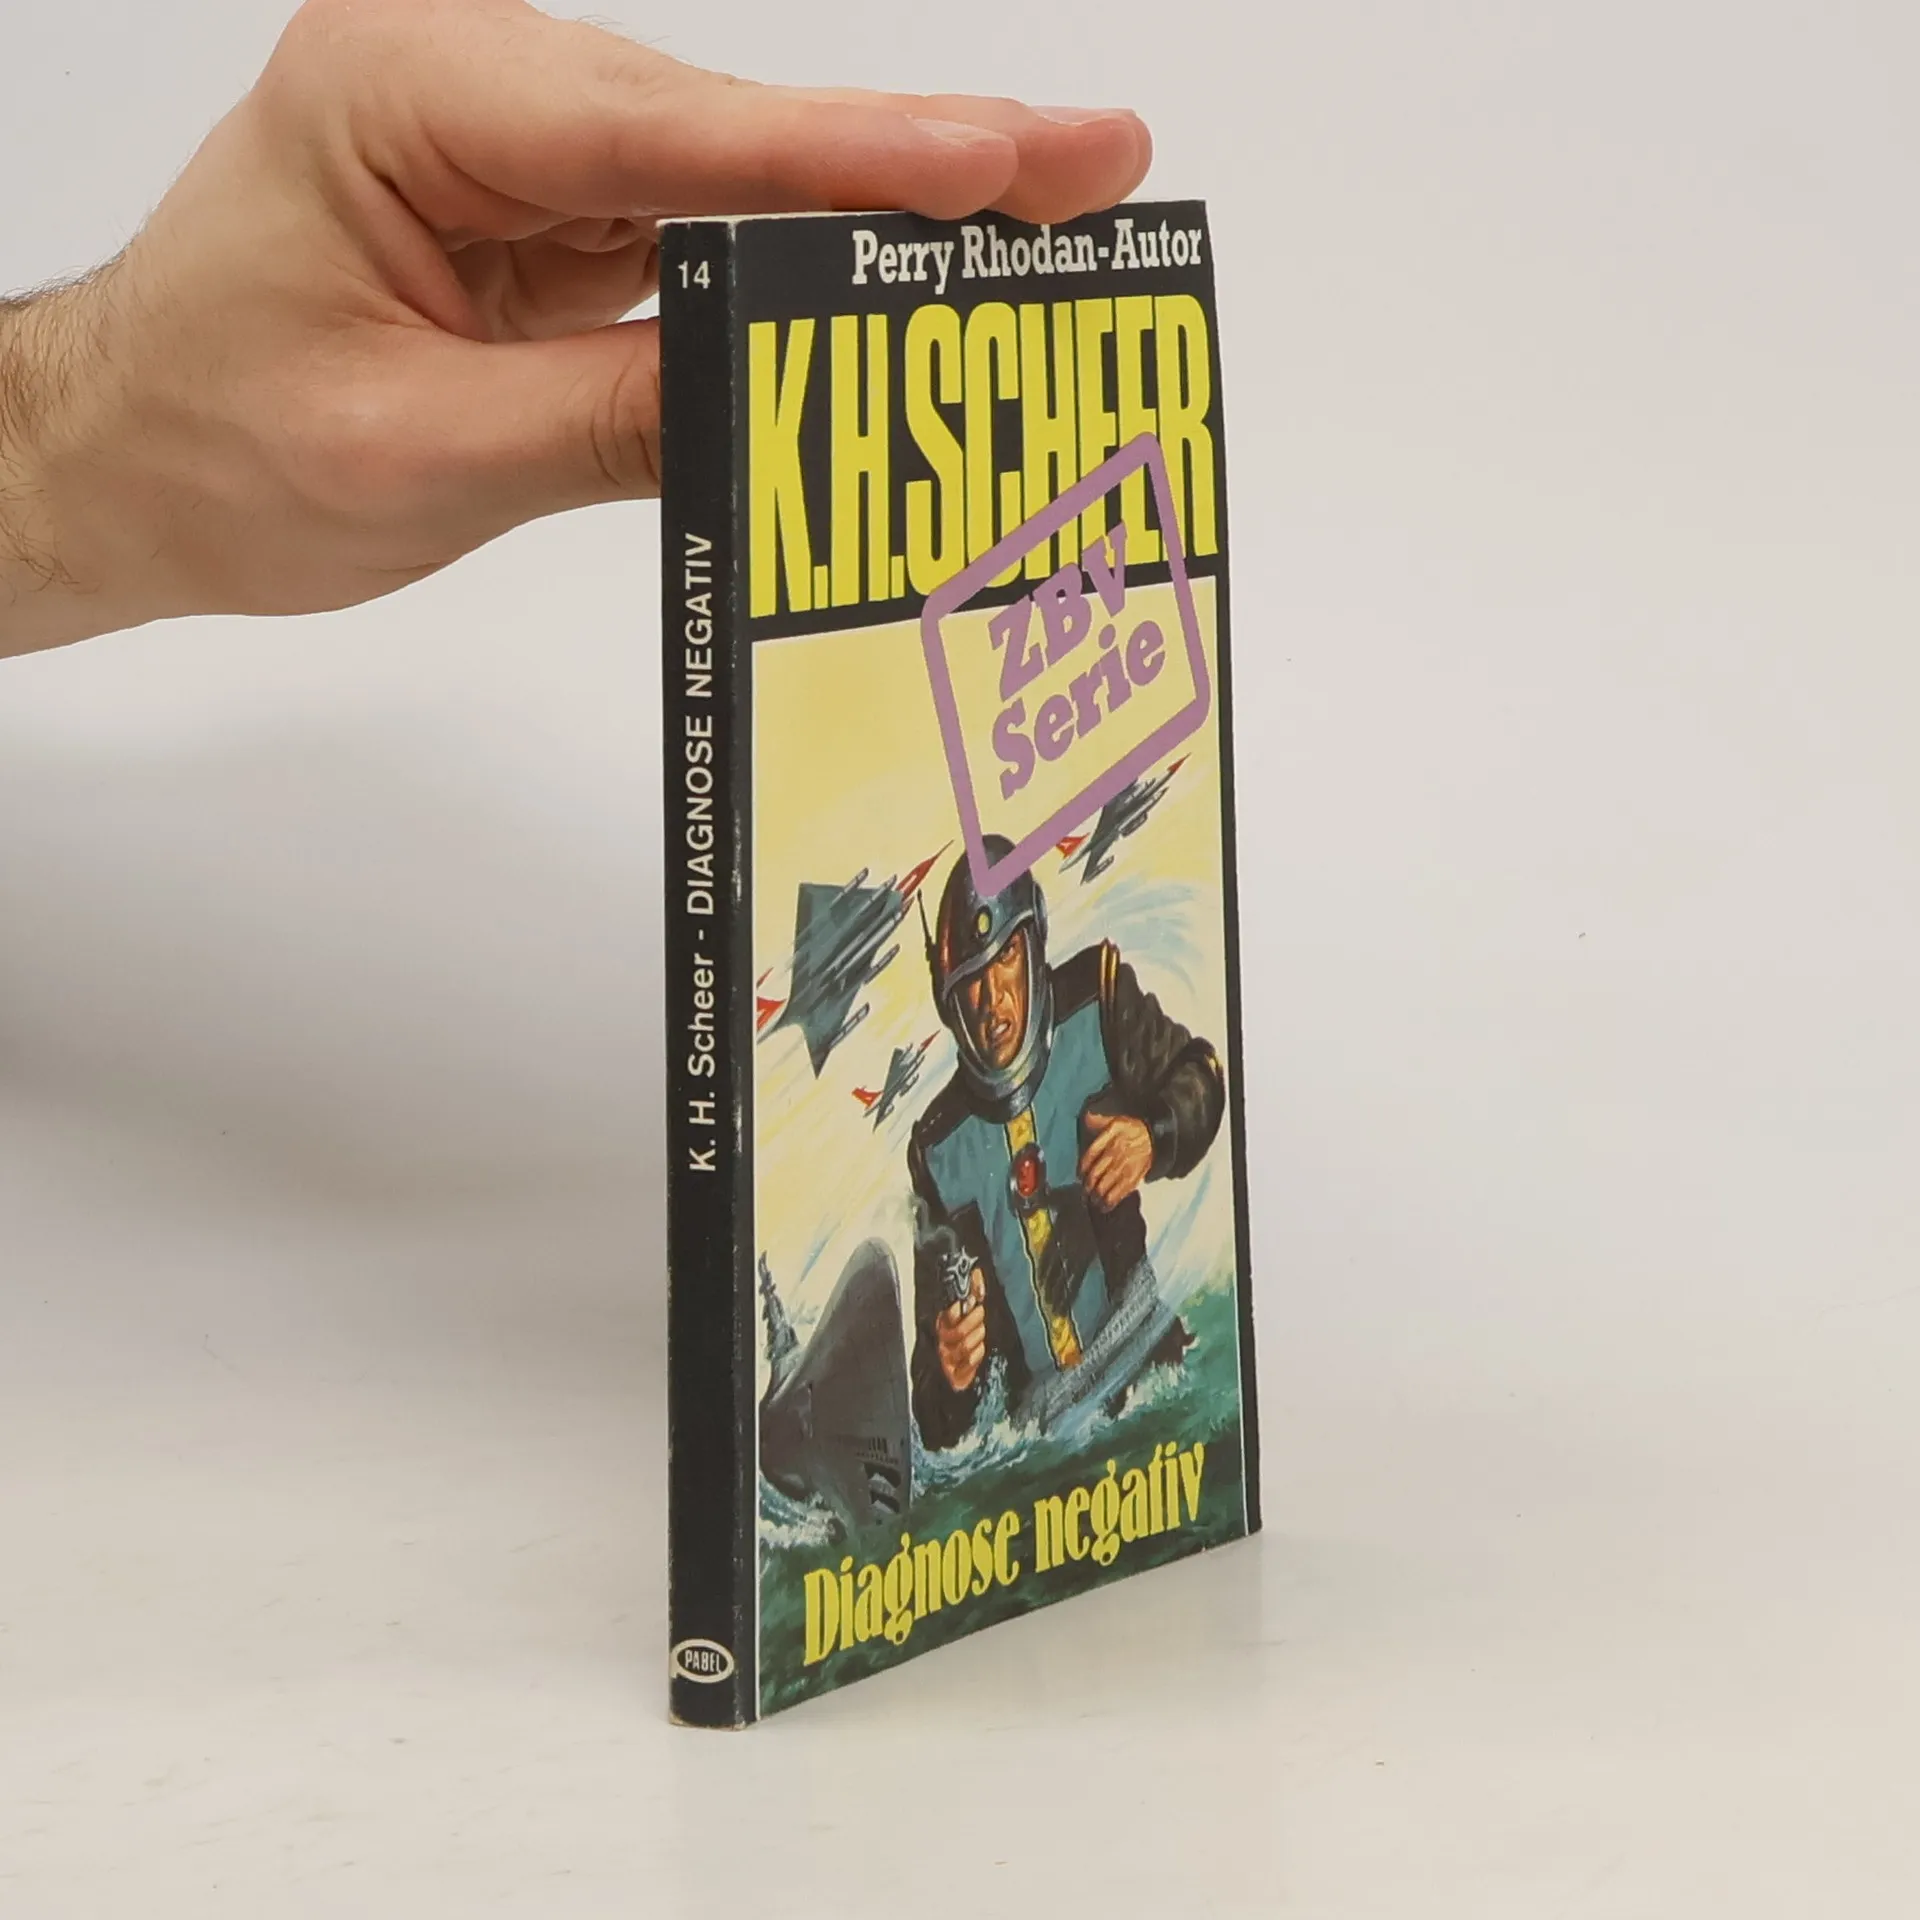 14
K. H. Scheer - DIAGNOSE NEGATIV
PABEL
Perry Rhodan-Autor
K.H.SCHEER
ZBV
Serie
Diagnose negativ